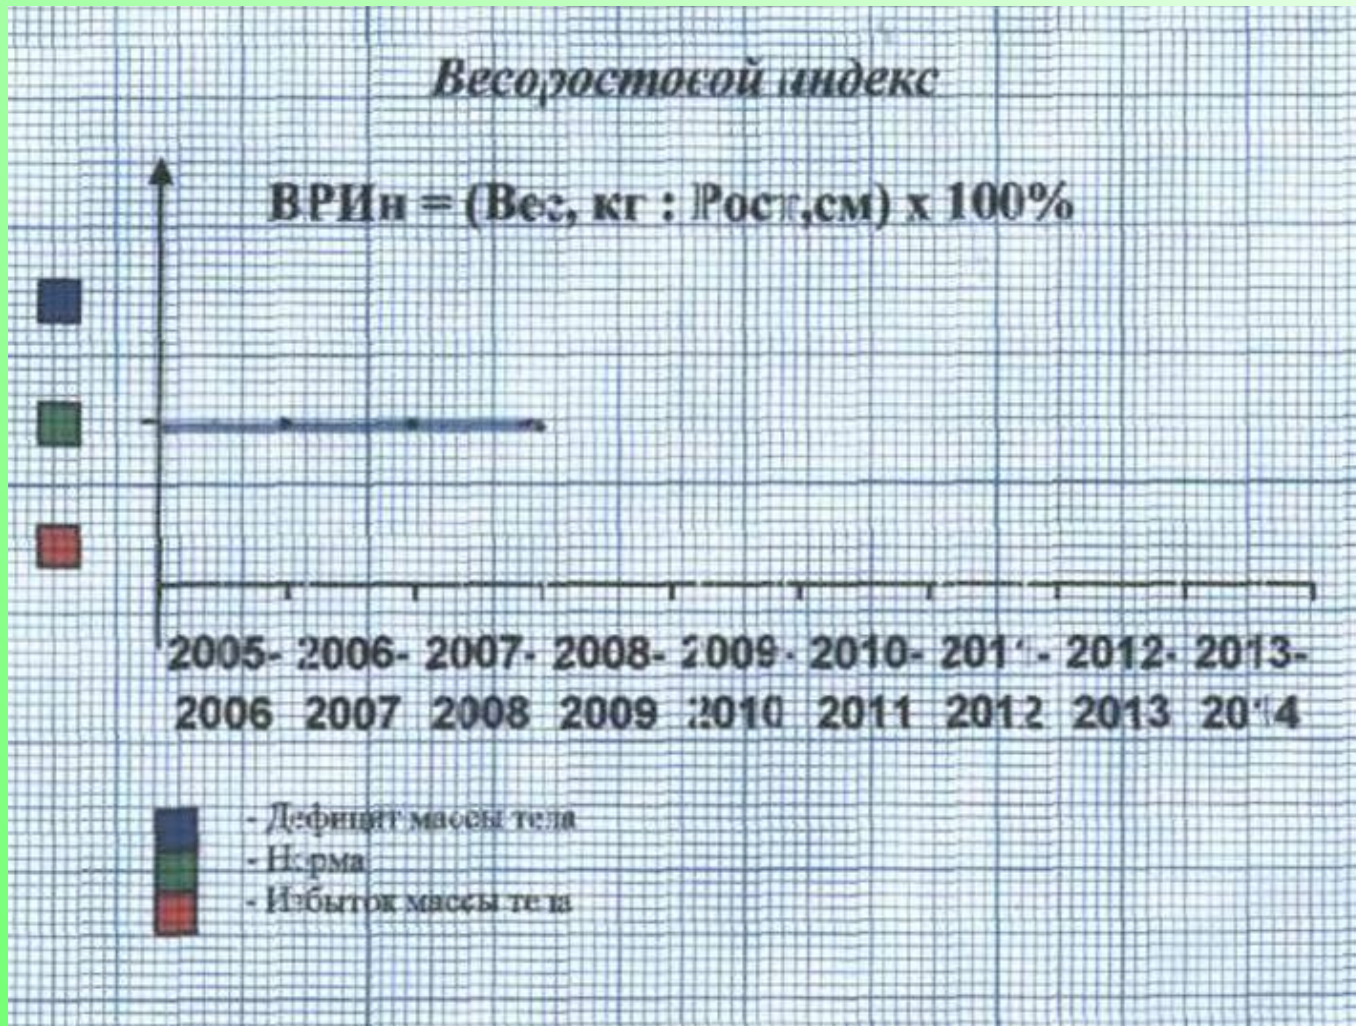 Весоростовой индекс
ВРИн = (Вес, кг : Рост,см) х 100%
2005- 2006- 2007- 2008- 2009- 2010- 2011- 2012- 2013-
2006 2007 2008 2009 2010 2011 2012 2013 2014
- Дефицит массы тела
- Норма
- Избыток массы тела